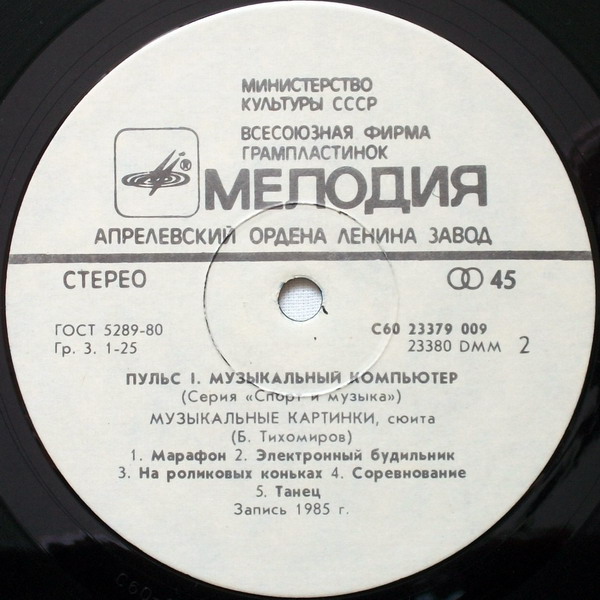 МИНИСТЕРСТВО
КУЛЬТУРЫ СССР
ВСЕСОЮЗНАЯ ФИРМА
ГРАМПЛАСТИНОК
®
МЕЛОДИЯ
АПРЕЛЕВСКИЙ ОРДЕНА ЛЕНИНА ЗАВОД
СТЕРЕО
45
ГОСТ 5289-80
Гр. 3. 1-25
С60 23379 009
23380 DMM 2
ПУЛЬС I. МУЗЫКАЛЬНЫЙ КОМПЬЮТЕР
(Серия «Спорт и музыка»)
МУЗЫКАЛЬНЫЕ КАРТИНКИ, сюита
(Б. Тихомиров)
1. Марафон 2. Электронный будильник
3. На роликовых коньках 4. Соревнование
5. Танец
Запись 1985 г.